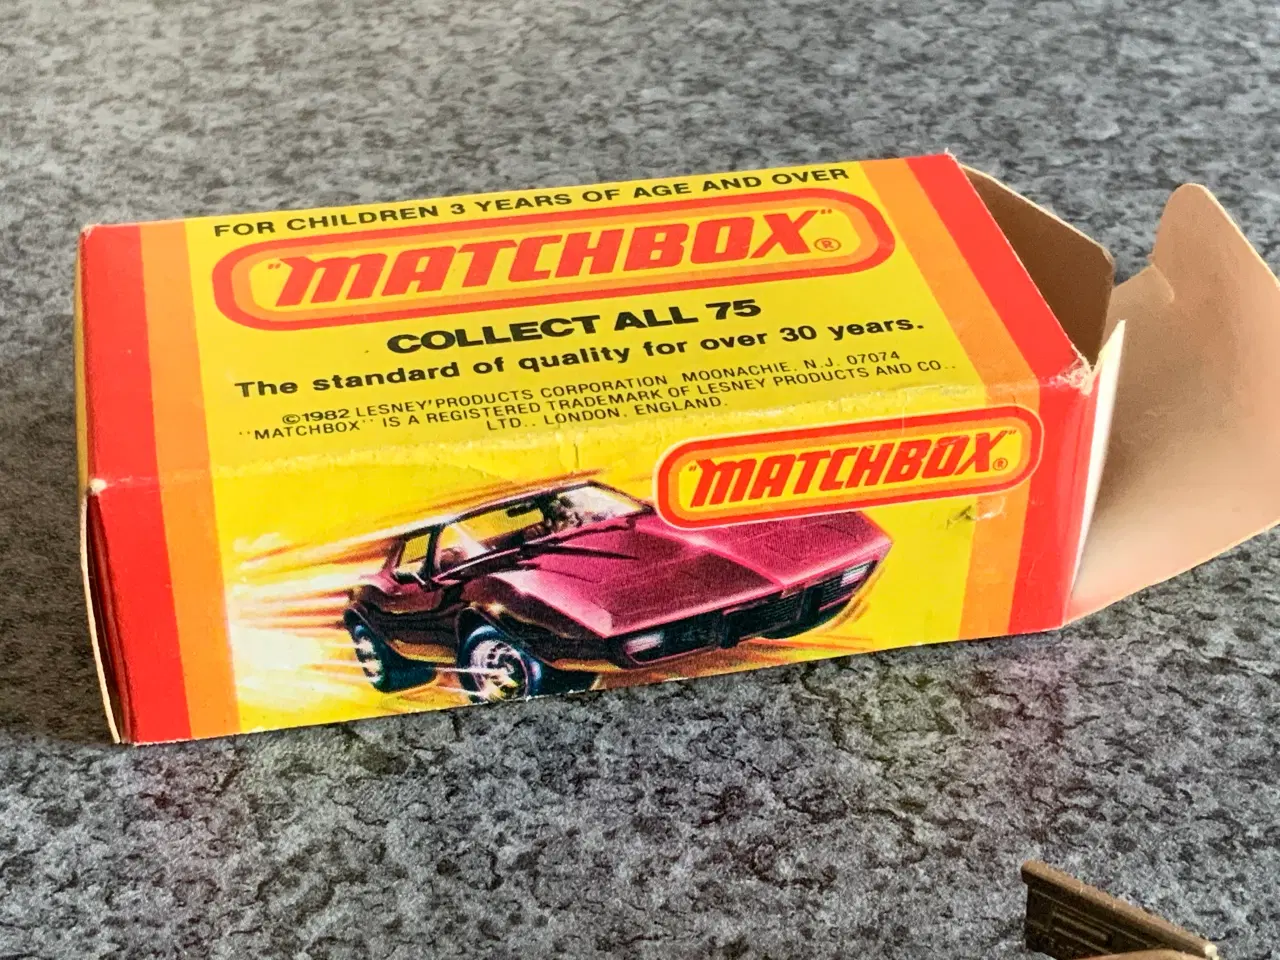 FOR CHILDREN 3 YEARS OF AGE AND OVER
"MATCHBOX"®
COLLECT ALL 75
The standard of quality for over 30 years.
©1982 LESNEY PRODUCTS CORPORATION, MOONACHIE, N.J. 07074
"MATCHBOX" IS A REGISTERED TRADEMARK OF LESNEY PRODUCTS AND CO.,
LTD., LONDON, ENGLAND.
"MATCHBOX"®